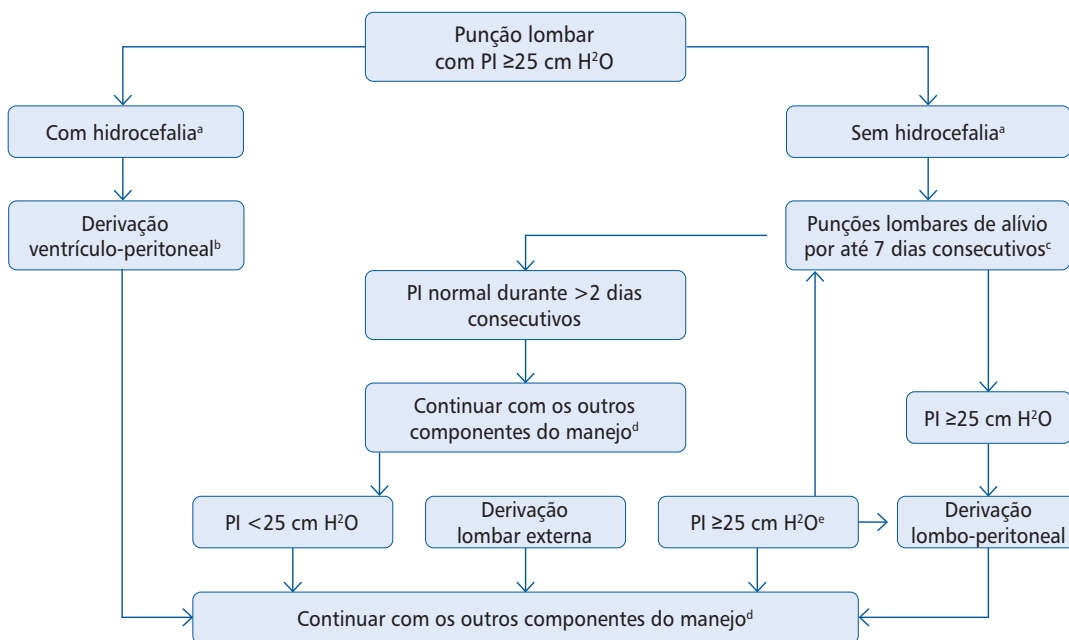 Punção lombar
com PI ≥25 cm H²O
Com hidrocefaliaᵃ
Sem hidrocefaliaᵃ
Derivação
ventrículo-peritonealᵇ
Punções lombares de alívio
por até 7 dias consecutivosᶜ
PI normal durante >2 dias
consecutivos
Continuar com os outros
componentes do manejoᵈ
PI ≥25 cm H²O
PI <25 cm H²O
Derivação
lombar externa
PI ≥25 cm H²Oᵉ
Derivação
lombo-peritoneal
Continuar com os outros componentes do manejoᵈ